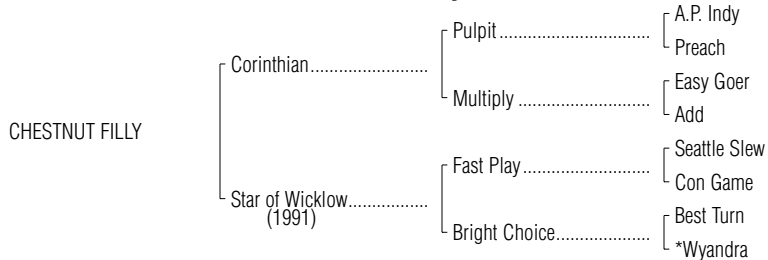 A.P. Indy
Pulpit
Preach
Corinthian
Easy Goer
Multiply
Add
CHESTNUT FILLY
Seattle Slew
Fast Play
Con Game
Star of Wicklow
(1991)
Best Turn
Bright Choice
*Wyandra